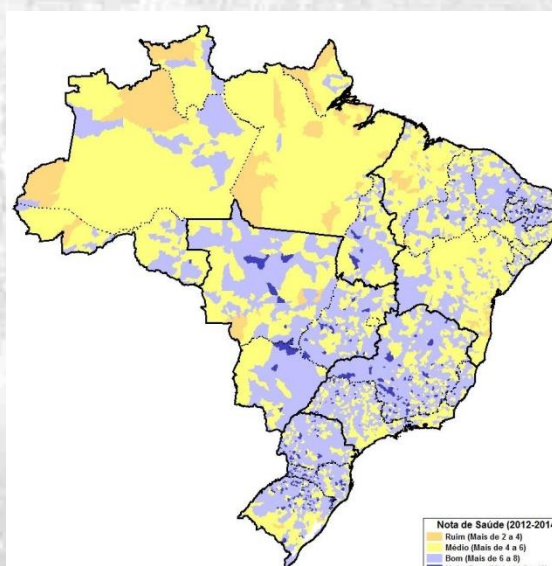 Nota de Saúde (2012-2014
Ruim (Mais de 2 a 4)
Médio (Mais de 4 a 6)
Bom (Mais de 6 a 8)